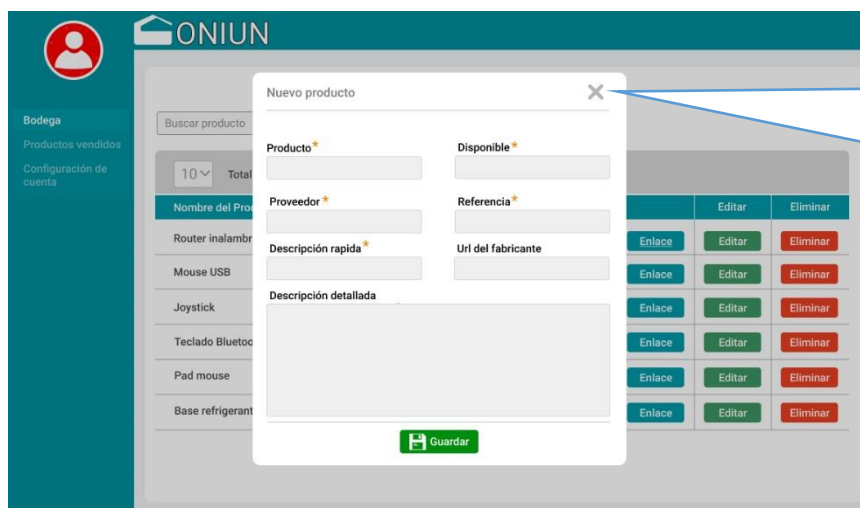 ONIUN
Nuevo producto
Bodega
Productos vendidos
Configuración de
cuenta
Buscar producto
10 Total
Producto* Disponible*
Proveedor* Referencia*
Descripción rapida* Url del fabricante
Descripción detallada
Guardar
Nombre del Pro Editar Eliminar
Router inalambr Enlace Editar Eliminar
Mouse USB Enlace Editar Eliminar
Joystick Enlace Editar Eliminar
Teclado Bluetoo Enlace Editar Eliminar
Pad mouse Enlace Editar Eliminar
Base refrigerant Enlace Editar Eliminar